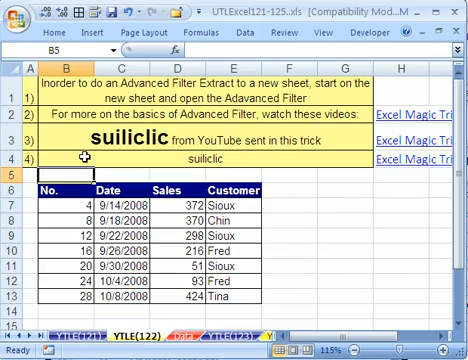 UTLExcel121-125..xls [Compatibility Mod...
Home Insert Page Layout Formulas Data Review View Developer
B5 fx
A B C D E F G H
1 1) Inorder to do an Adavanced Filter Extract to a new sheet, start on the
new sheet and open the AdavancedFilter
2 2) For more on the basics of Advanced Filter, watch these videos: Excel Magic Tri
3 3) suiliclic from YouTube sent in this trick Excel Magic Tri
4 4) suiliclic Excel Magic Tri
5
6 No. Date Sales Customer
7 4 9/14/2008 372 Sioux
8 8 9/18/2008 370 Chin
9 12 9/22/2008 298 Sioux
10 16 9/26/2008 216 Fred
11 20 9/30/2008 51 Sioux
12 24 10/4/2008 93 Fred
13 28 10/8/2008 424 Tina
14
15
YTLE(121) YTLE(122) Data YTLE(123) Y
Ready 115%